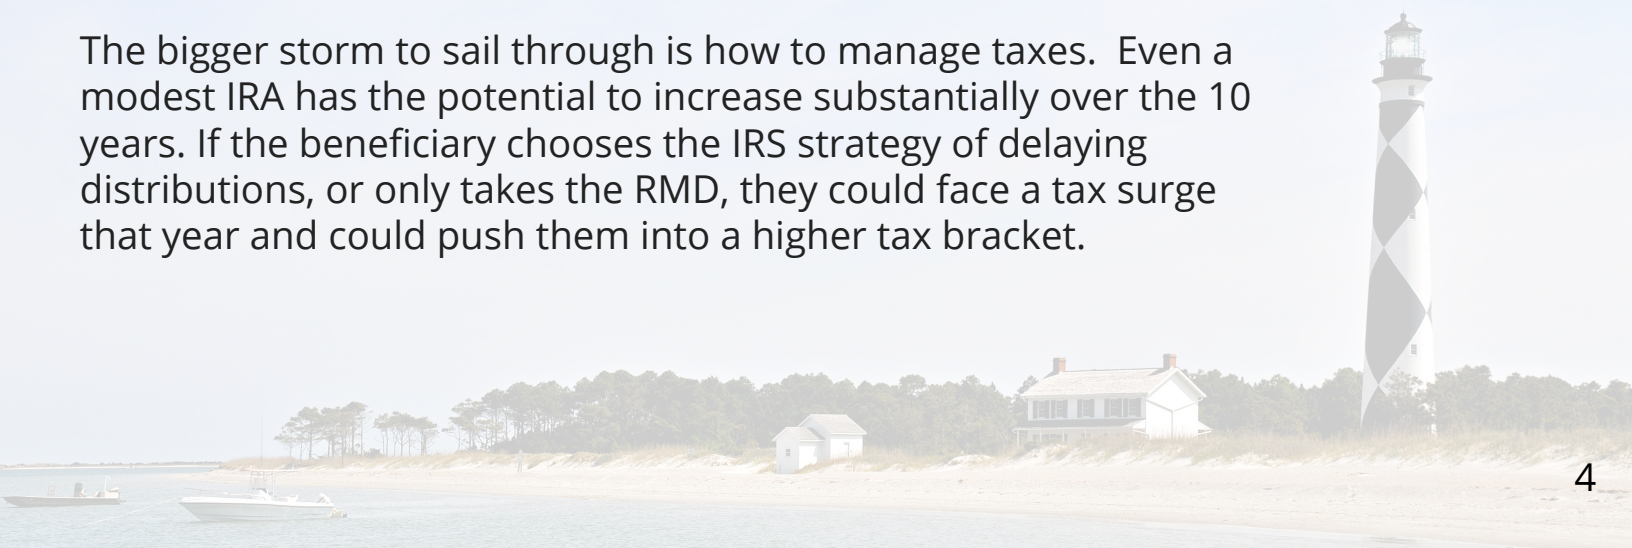 The bigger storm to sail through is how to manage taxes.  Even a
modest IRA has the potential to increase substantially over the 10
years. If the beneficiary chooses the IRS strategy of delaying
distributions, or only takes the RMD, they could face a tax surge
that year and could push them into a higher tax bracket.
4